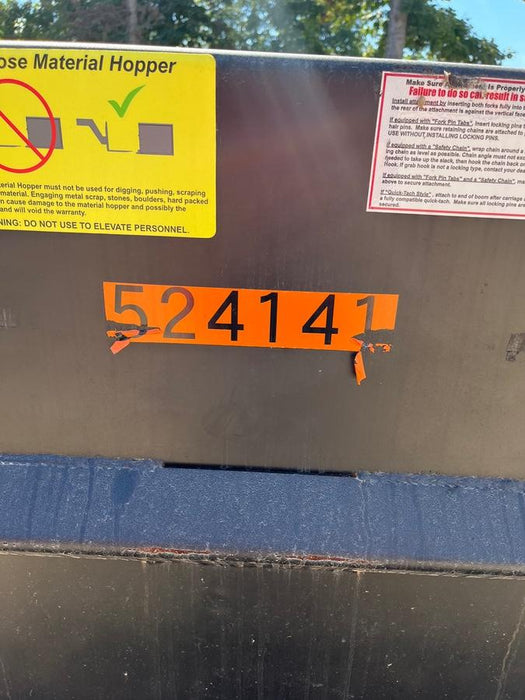 ose Material Hopper
erial Hopper must not be used for digging, pushing, scraping
material. Engaging metal scrap, stones, boulders, hard packed
n cause damage to the material hopper and possibly the
and will void the warranty.
NING: DO NOT USE TO ELEVATE PERSONNEL.
Make Sure Is Properly
Failure to do so can result in s
Install attachment by inserting both forks fully into
the rear of the attachment is against the vertical face
If equipped with "Fork Pin Tabs", insert locking pins
hair pins. Make sure retaining chains are attached to
USE WITHOUT INSTALLING LOCKING PINS.
If equipped with a "Safety Chain", wrap chain around a
ing chain as level as possible. Chain angle must not exc
needed to take up the slack, then hook the chain back on
Hook. If grab hook is not a locking type, contact your dea
If equipped with "Fork Pin Tabs" and a "Safety Chain",
above to secure attachment.
If "Quick-Tach Style", attach to end of boom after carriage
a fully compatible quick-tach. Make sure all locking pins are
secured.
524141